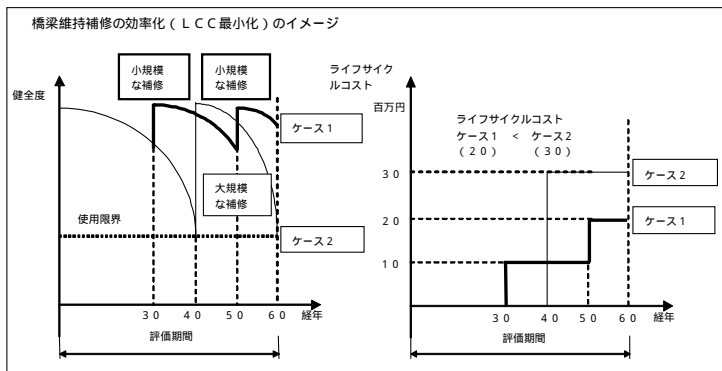 橋梁維持補修の効率化（ＬＣＣ最小化）のイメージ
小規模
な補修
小規模
な補修
健全度
ケース１
大規模
な補修
使用限界
ケース２
３０ ４０ ５０ ６０ 経年
評価期間
ライフサイク
ルコスト
百万円
ライフサイクルコスト
ケース１ ＜ ケース２
（２０） （３０）
３０
ケース２
２０
ケース１
１０
３０ ４０ ５０ ６０ 経年
評価期間